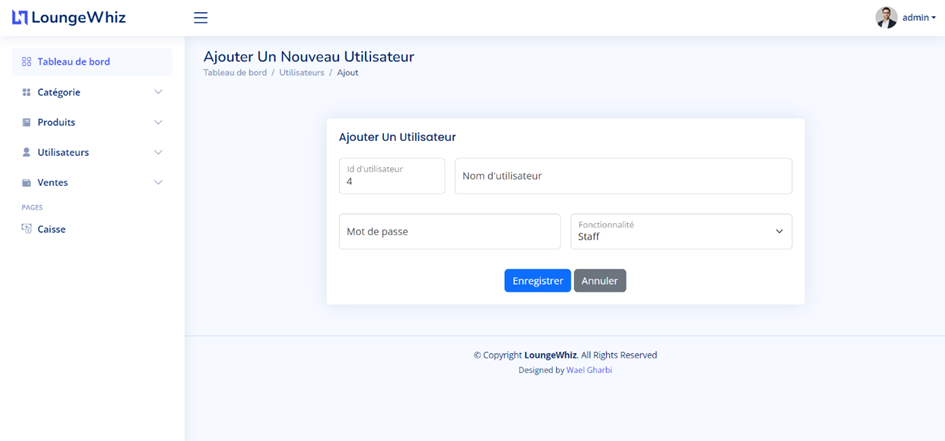 LoungeWhiz
admin
Tableau de bord
Catégorie
Produits
Utilisateurs
Ventes
PAGES
Caisse
Ajouter Un Nouveau Utilisateur
Tableau de bord / Utilisateurs / Ajout
Ajouter Un Utilisateur
Id d'utilisateur
4
Nom d'utilisateur
Mot de passe
Fonctionnalité
Staff
Enregistrer Annuler
© Copyright LoungeWhiz. All Rights Reserved
Designed by Wael Gharbi